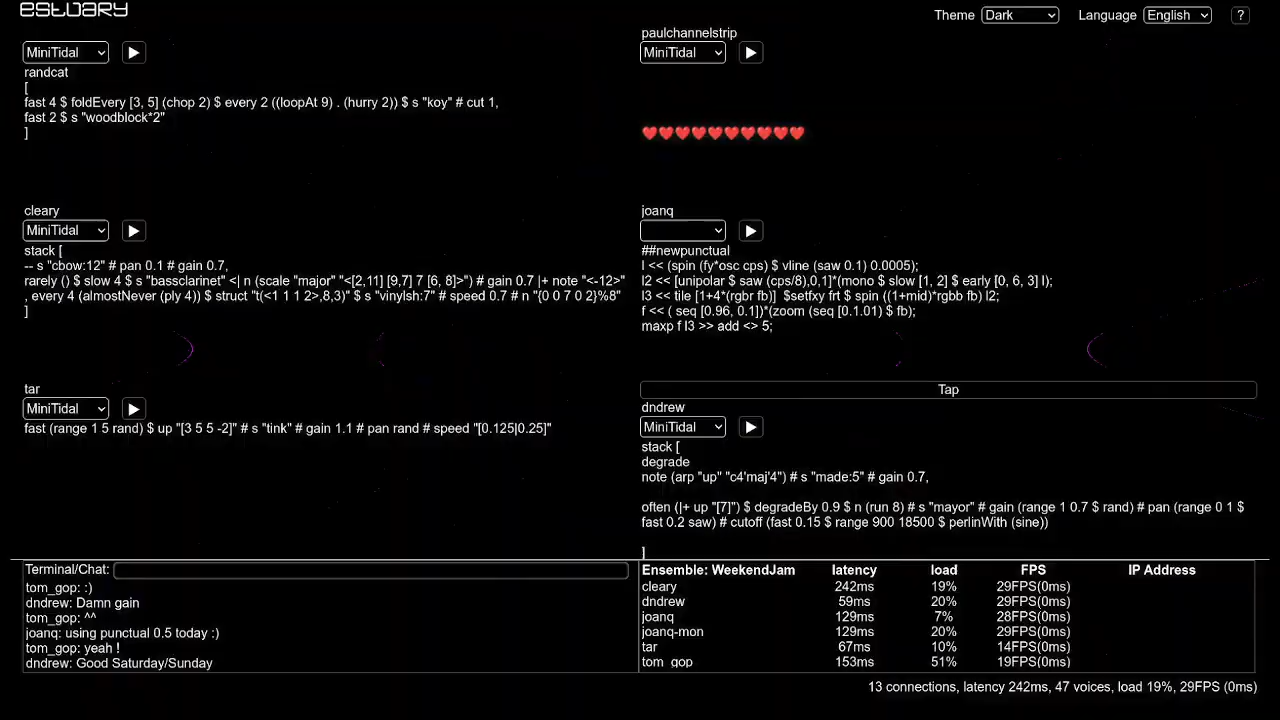 estuary
Theme Dark Language English ?
MiniTidal
randcat
[
fast 4 $ foldEvery [3, 5] (chop 2) $ every 2 ((loopAt 9) . (hurry 2)) $ s "koy" # cut 1,
fast 2 $ s "woodblock*2"
]
paulchannelstrip
MiniTidal
cleary
MiniTidal
stack [
-- s "cbow:12" # pan 0.1 # gain 0.7,
rarely () $ slow 4 $ s "bassclarinet" <| n (scale "major" "<[2,11] [9,7] 7 [6, 8]>") # gain 0.7 |+ note "<-12>"
, every 4 (almostNever (ply 4)) $ struct "t(<1 1 1 2>,8,3)" $ s "vinylsh:7" # speed 0.7 # n "{0 0 7 0 2}%8"
]
joanq
##newpunctual
l << (spin (fy*osc cps) $ vline (saw 0.1) 0.0005);
l2 << [unipolar $ saw (cps/8),0,1]*(mono $ slow [1, 2] $ early [0, 6, 3] l);
l3 << tile [1+4*(rgbr fb)]  $setfxy frt $ spin ((1+mid)*rgbb fb) l2;
f << ( seq [0.96, 0.1])*(zoom (seq [0.1.01) $ fb);
maxp f l3 >> add <> 5;
tar
MiniTidal
fast (range 1 5 rand) $ up "[3 5 5 -2]" # s "tink" # gain 1.1 # pan rand # speed "[0.125|0.25]"
Tap
dndrew
MiniTidal
stack [
degrade
note (arp "up" "c4'maj'4") # s "made:5" # gain 0.7,
often (|+ up "[7]") $ degradeBy 0.9 $ n (run 8) # s "mayor" # gain (range 1 0.7 $ rand) # pan (range 0 1 $
fast 0.2 saw) # cutoff (fast 0.15 $ range 900 18500 $ perlinWith (sine))
]
Terminal/Chat:
tom_gop: :)
dndrew: Damn gain
tom_gop: ^^
joanq: using punctual 0.5 today :)
tom_gop: yeah !
dndrew: Good Saturday/Sunday
Ensemble: WeekendJam latency load FPS IP Address
cleary 242ms 19% 29FPS(0ms)
dndrew 59ms 20% 29FPS(0ms)
joanq 129ms 7% 28FPS(0ms)
joanq-mon 129ms 20% 29FPS(0ms)
tar 67ms 10% 14FPS(0ms)
tom_gop 153ms 51% 19FPS(0ms)
13 connections, latency 242ms, 47 voices, load 19%, 29FPS (0ms)